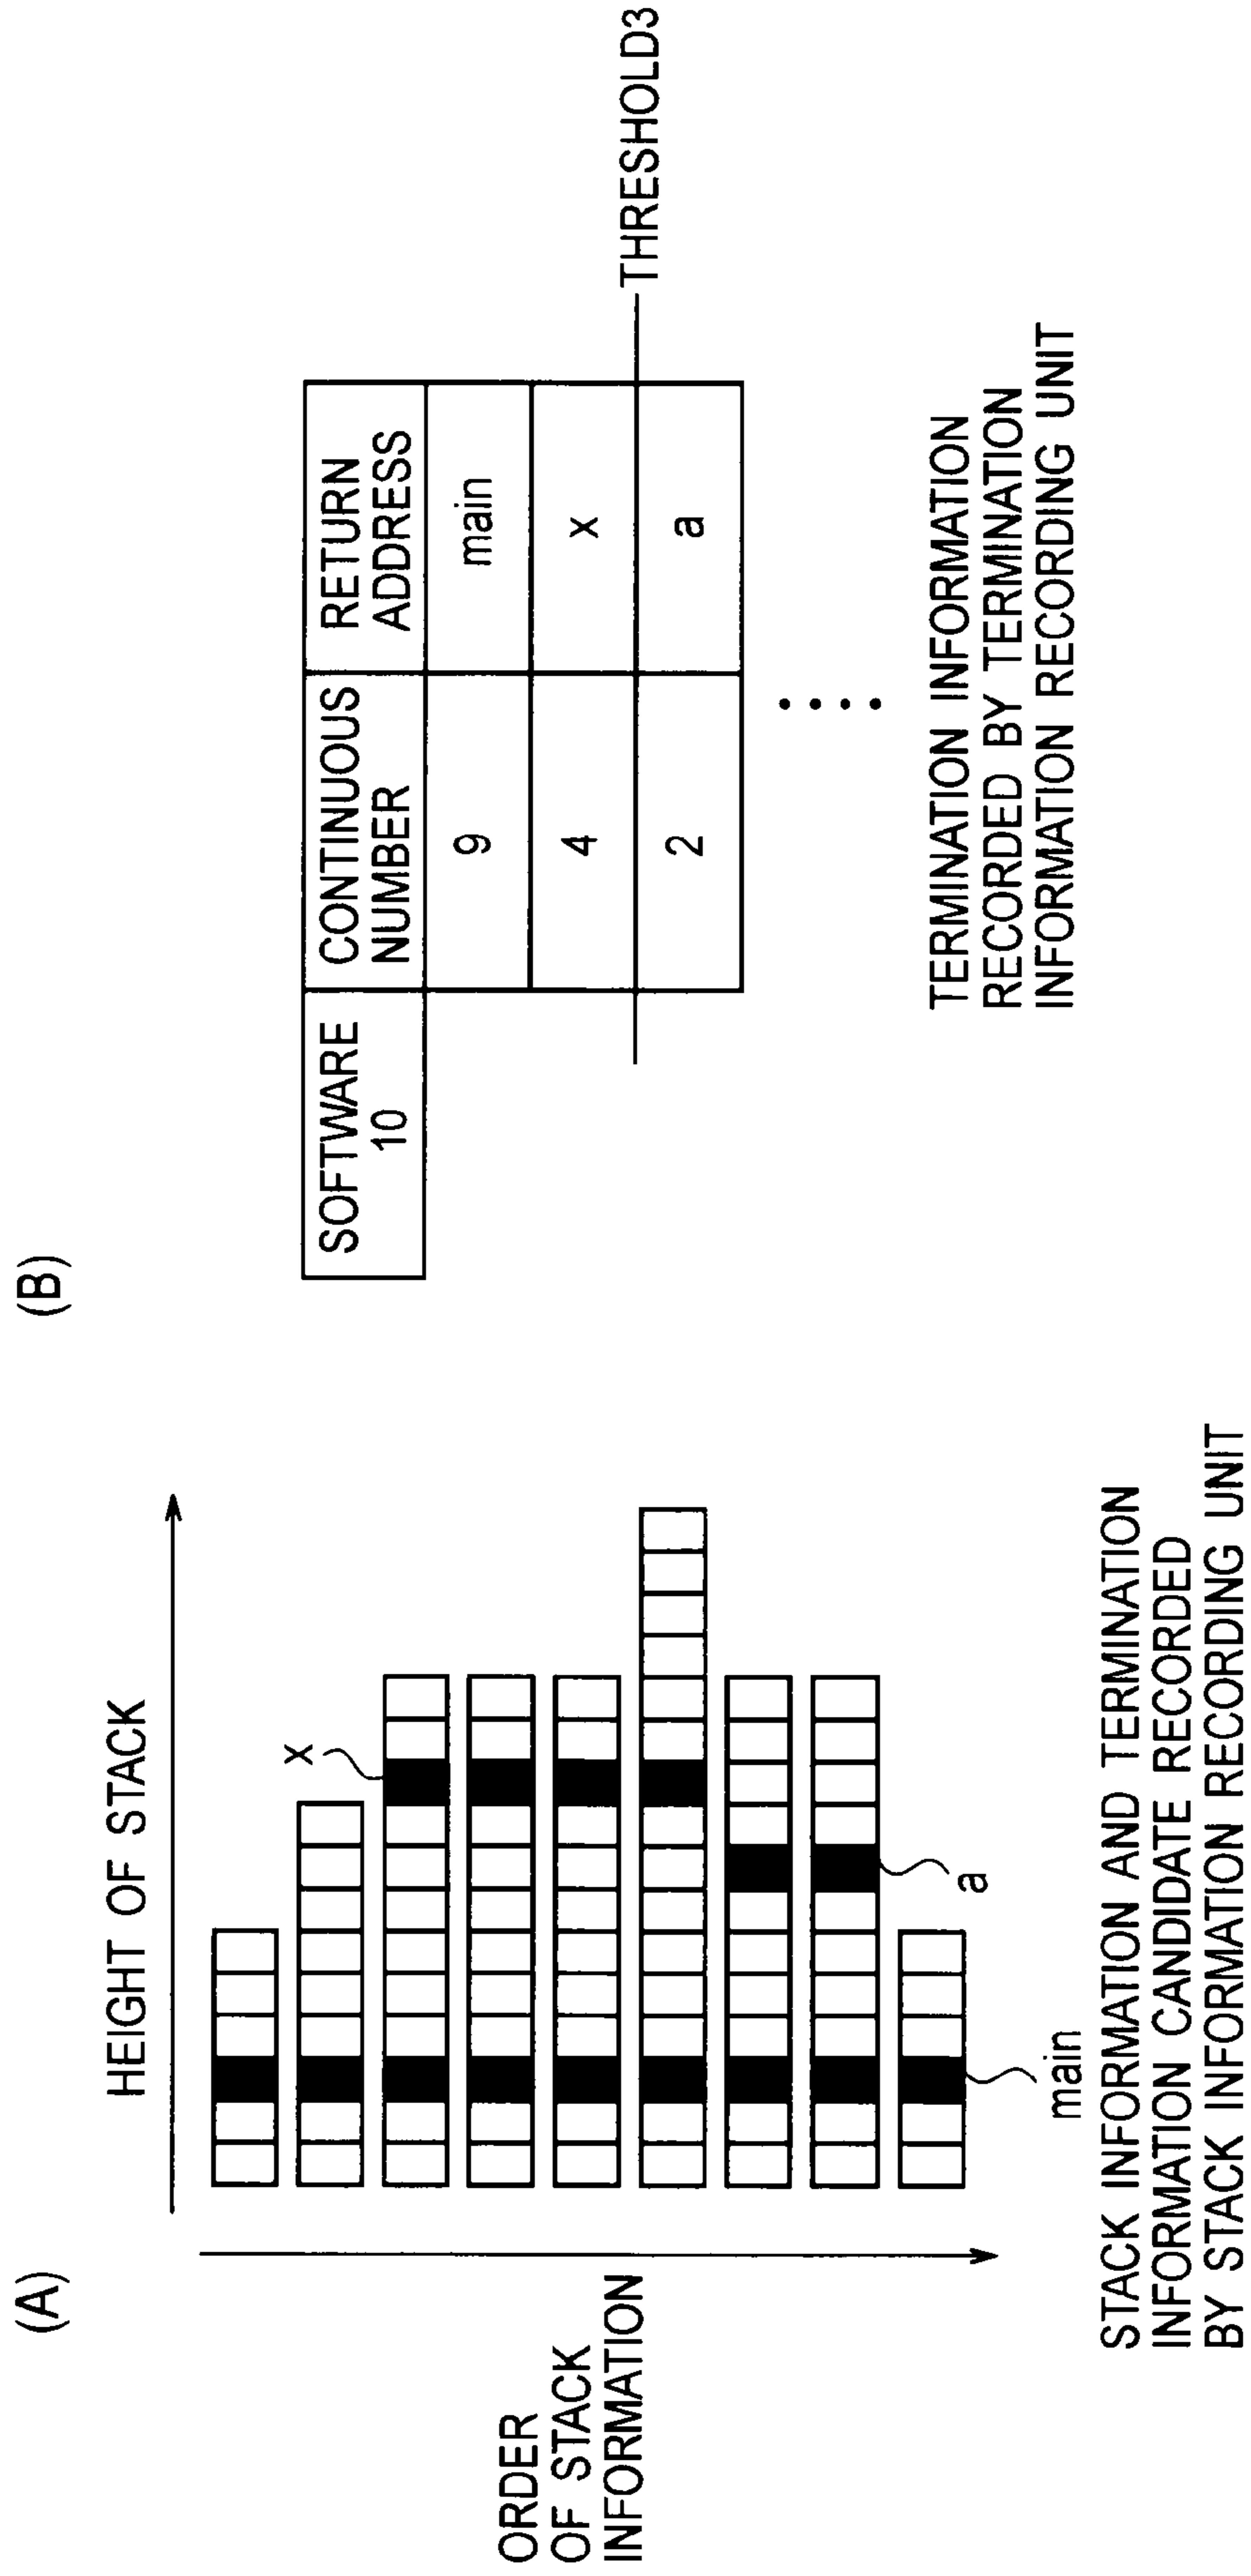 (A)
HEIGHT OF STACK
ORDER
OF STACK
INFORMATION
x
a
main
STACK INFORMATION AND TERMINATION
INFORMATION CANDIDATE RECORDED
BY STACK INFORMATION RECORDING UNIT
(B)
SOFTWARE
10
CONTINUOUS
NUMBER
RETURN
ADDRESS
9
main
4
x
THRESHOLD3
2
a
TERMINATION INFORMATION
RECORDED BY TERMINATION
INFORMATION RECORDING UNIT